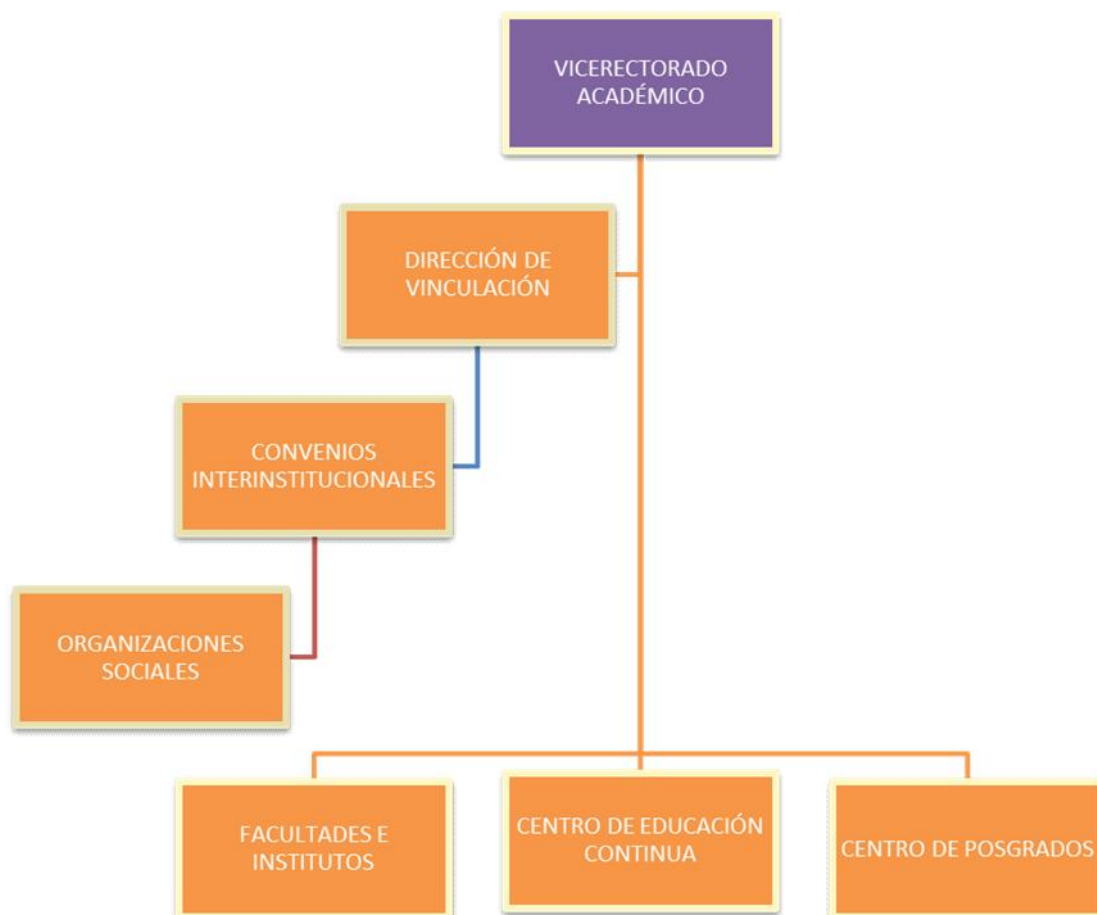 VICERECTORADO
ACADÉMICO
DIRECCIÓN DE
VINCULACIÓN
CONVENIOS
INTERINSTITUCIONALES
ORGANIZACIONES
SOCIALES
FACULTADES E
INSTITUTOS
CENTRO DE EDUCACIÓN
CONTINUA
CENTRO DE POSGRADOS